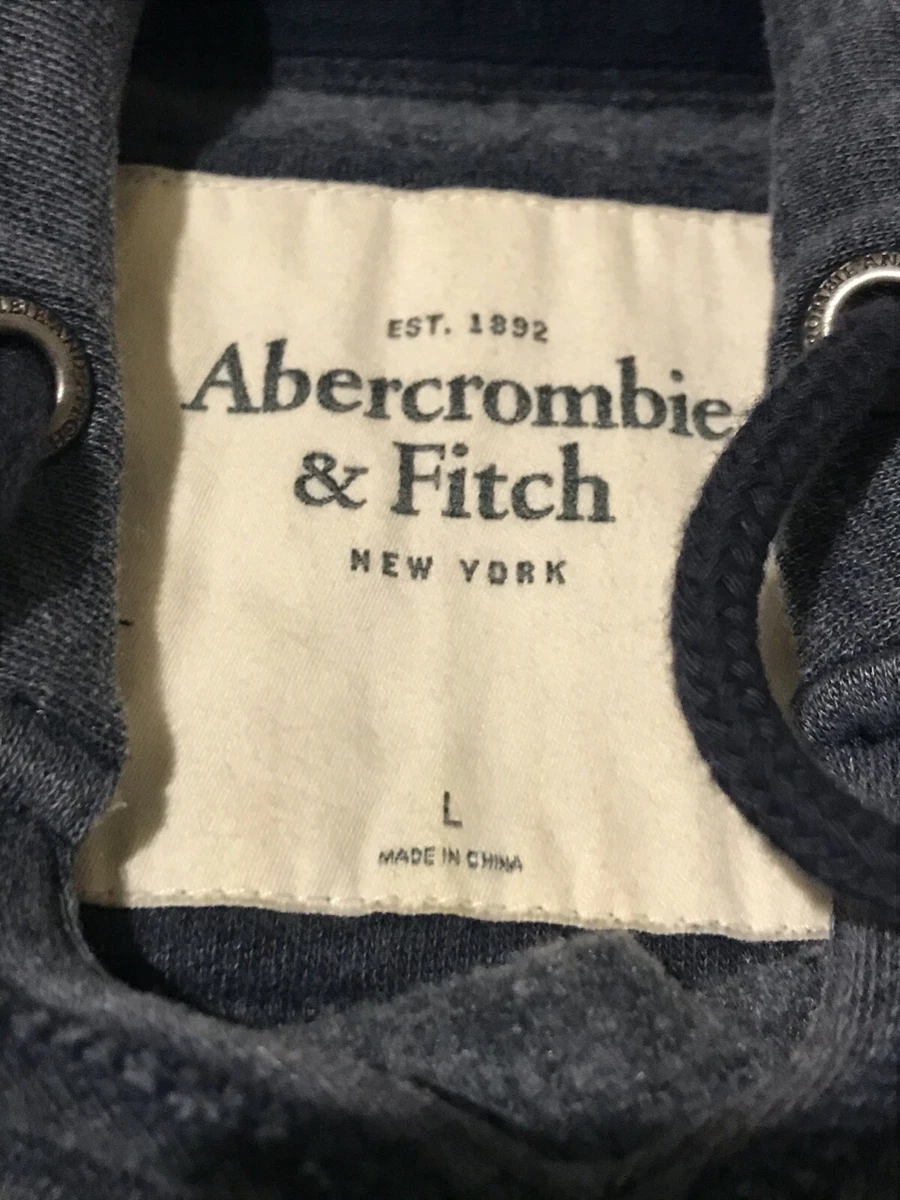 EST. 1892
Abercrombie
& Fitch
NEW YORK
L
MADE IN CHINA